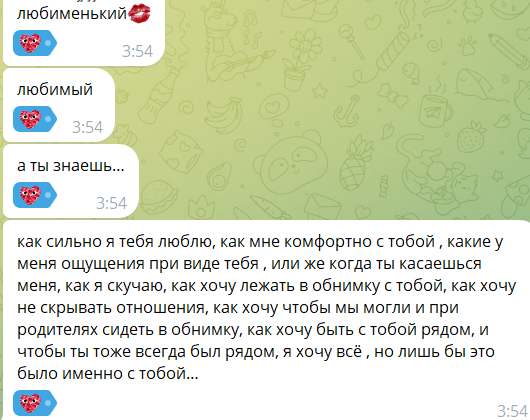 любименький💋
3:54
любимый
3:54
а ты знаешь...
3:54
как сильно я тебя люблю, как мне комфортно с тобой , какие у
меня ощущения при виде тебя , или же когда ты касаешься
меня, как я скучаю, как хочу лежать в обнимку с тобой, как хочу
не скрывать отношения, как хочу чтобы мы могли и при
родителях сидеть в обнимку, как хочу быть с тобой рядом, и
чтобы ты тоже всегда был рядом, я хочу всё , но лишь бы это
было именно с тобой...
3:54